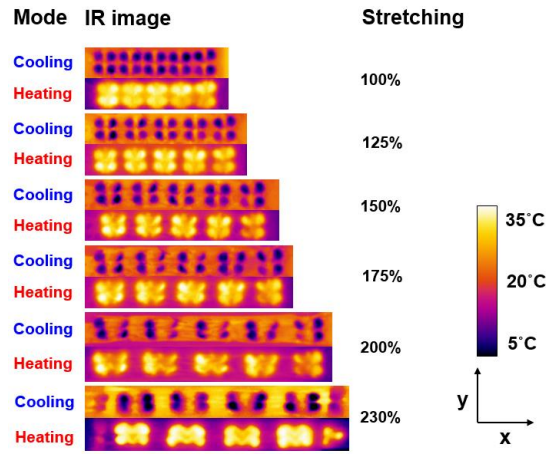 Mode IR image Stretching
Cooling
Heating
100%
Cooling
Heating
125%
Cooling
Heating
150%
Cooling
Heating
175%
Cooling
Heating
200%
Cooling
Heating
230%
35˚C
20˚C
5˚C
y
x